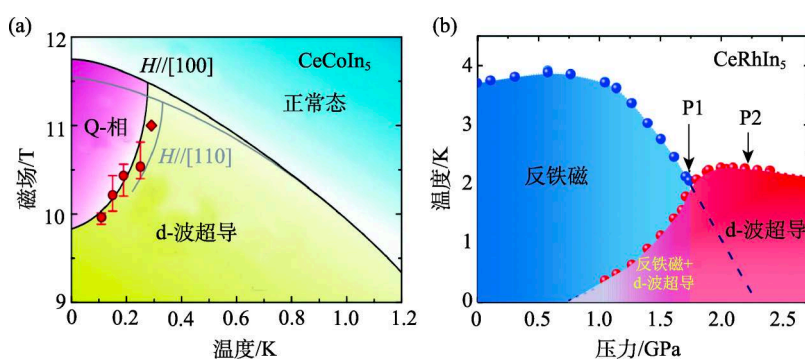 (a)
12
11
10
9
磁场/T
H//[100]
CeCoIn₅
正常态
Q-相
H//[110]
d-波超导
0
0.2
0.4
0.6
0.8
1.0
1.2
温度/K
(b)
4
3
2
1
0
温度/K
CeRhIn₅
P1
P2
反铁磁
d-波超导
反铁磁+
d-波超导
0
0.5
1.0
1.5
2.0
2.5
压力/GPa